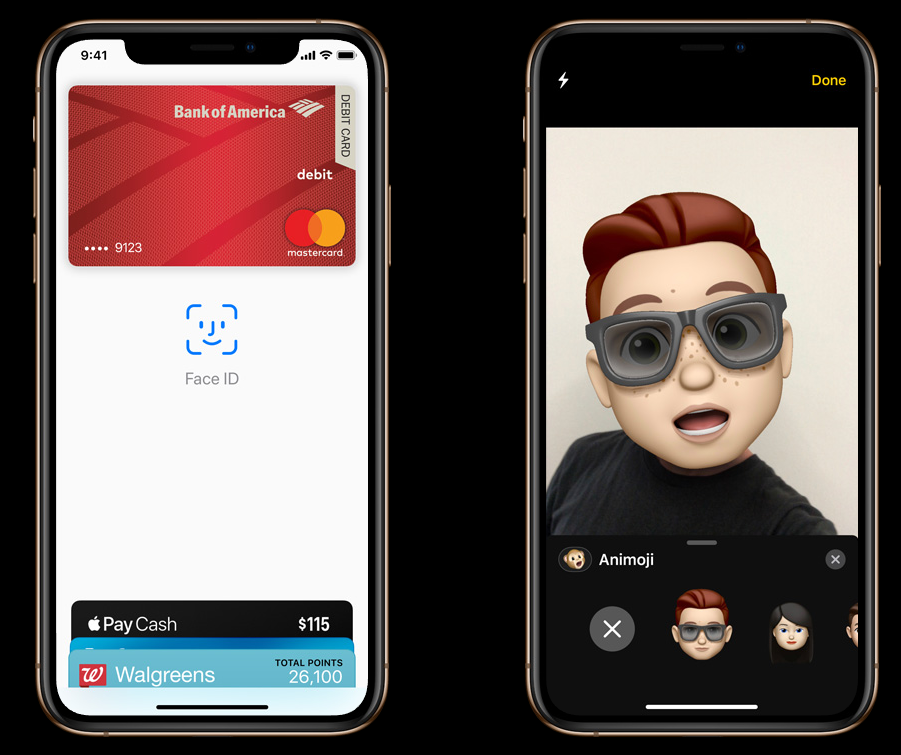 9:41
Bank of America
DEBIT CARD
debit
•••• 9123
mastercard.
Face ID
Pay Cash $115
Walgreens
TOTAL POINTS
26,100
Done
Animoji